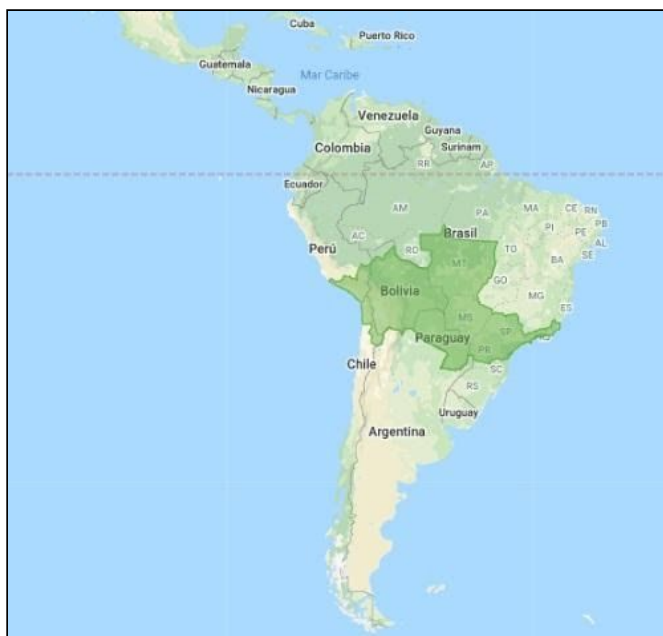 Cuba
Puerto Rico
Guatemala
Mar Caribe
Nicaragua
Venezuela
Guyana
Colombia
Surinam
RR
AP
Ecuador
AM
PA
MA
CE
RN
PB
PI
PE
AC
Brasil
AL
SE
Perú
RO
TO
BA
MT
GO
Bolivia
MG
ES
MS
SP
Paraguay
PR
Chile
SC
RS
Uruguay
Argentina